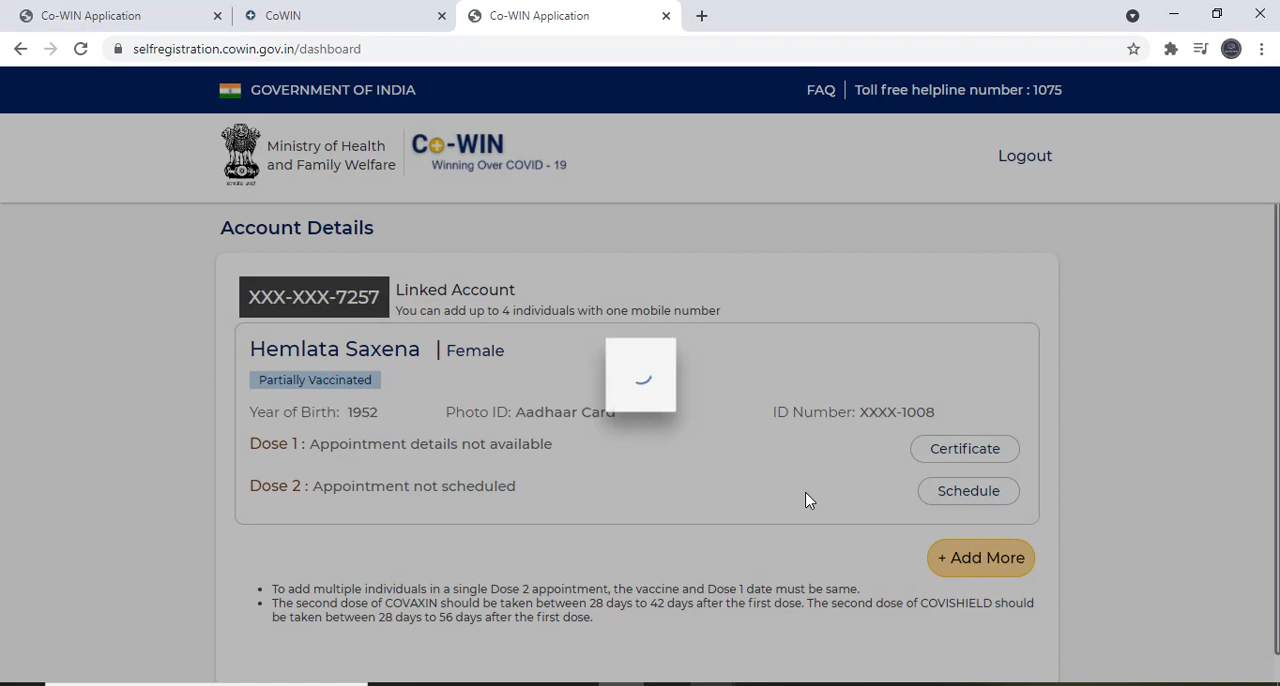 Co-WIN Application
CoWIN
Co-WIN Application
selfregistration.cowin.gov.in/dashboard
GOVERNMENT OF INDIA
FAQ
Toll free helpline number : 1075
Ministry of Health
and Family Welfare
Co-WIN
Winning Over COVID - 19
Logout
Account Details
XXX-XXX-7257
Linked Account
You can add up to 4 individuals with one mobile number
Hemlata Saxena | Female
Partially Vaccinated
Year of Birth: 1952
Photo ID: Aadhaar Card
ID Number: XXXX-1008
Dose 1 : Appointment details not available
Certificate
Dose 2 : Appointment not scheduled
Schedule
+ Add More
• To add multiple individuals in a single Dose 2 appointment, the vaccine and Dose 1 date must be same.
• The second dose of COVAXIN should be taken between 28 days to 42 days after the first dose. The second dose of COVISHIELD should
be taken between 28 days to 56 days after the first dose.